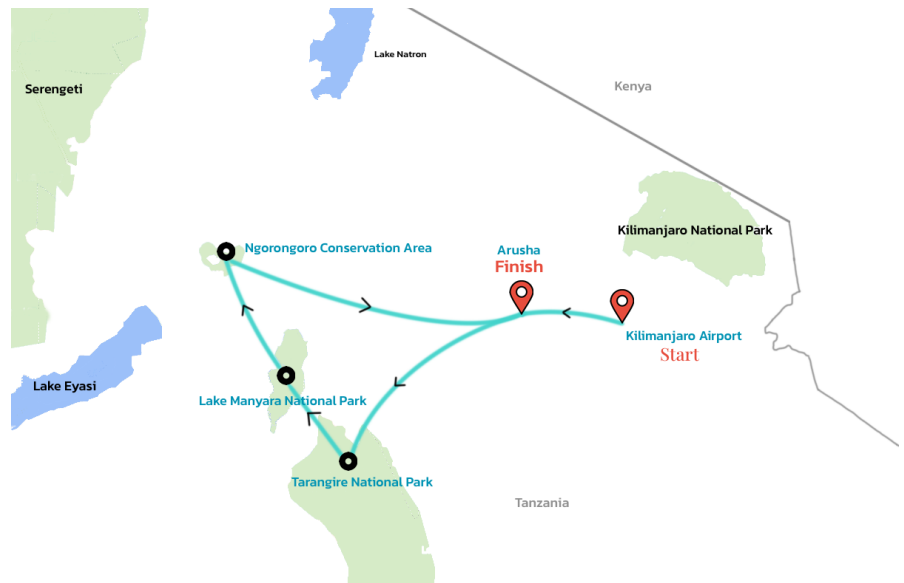 Lake Natron
Serengeti
Kenya
Kilimanjaro National Park
Ngorongoro Conservation Area
Arusha
Finish
Kilimanjaro Airport
Start
Lake Eyasi
Lake Manyara National Park
Tarangire National Park
Tanzania